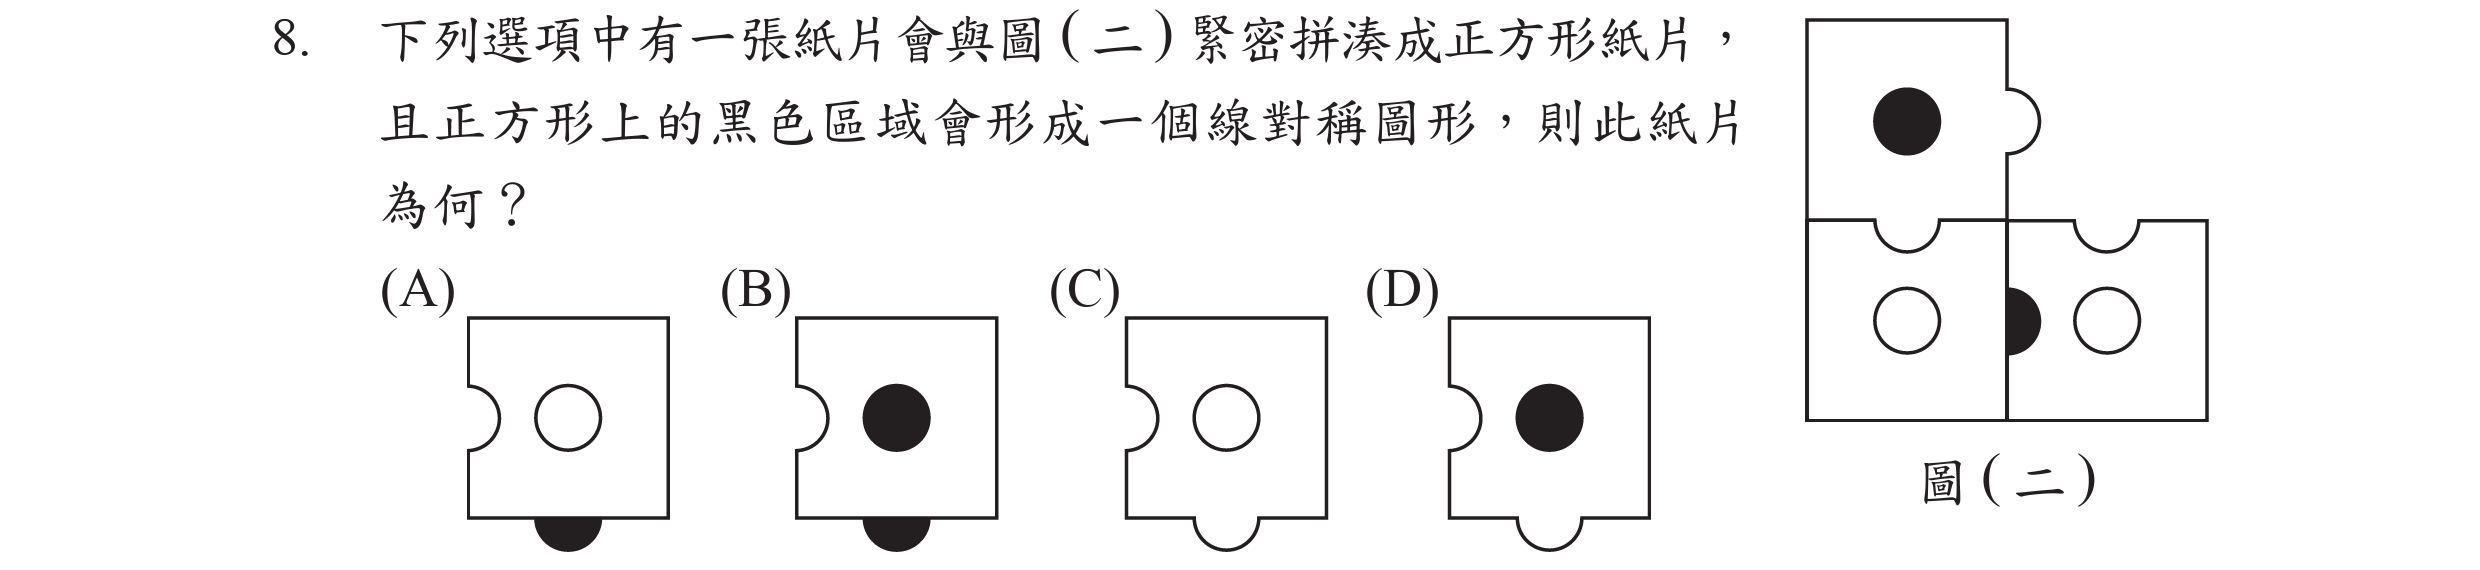 8. 下列選項中有一張紙片會與圖(二)緊密拼湊成正方形紙片，
且正方形上的黑色區域會形成一個線對稱圖形，則此紙片
為何？
(A) (B) (C) (D)
圖(二)